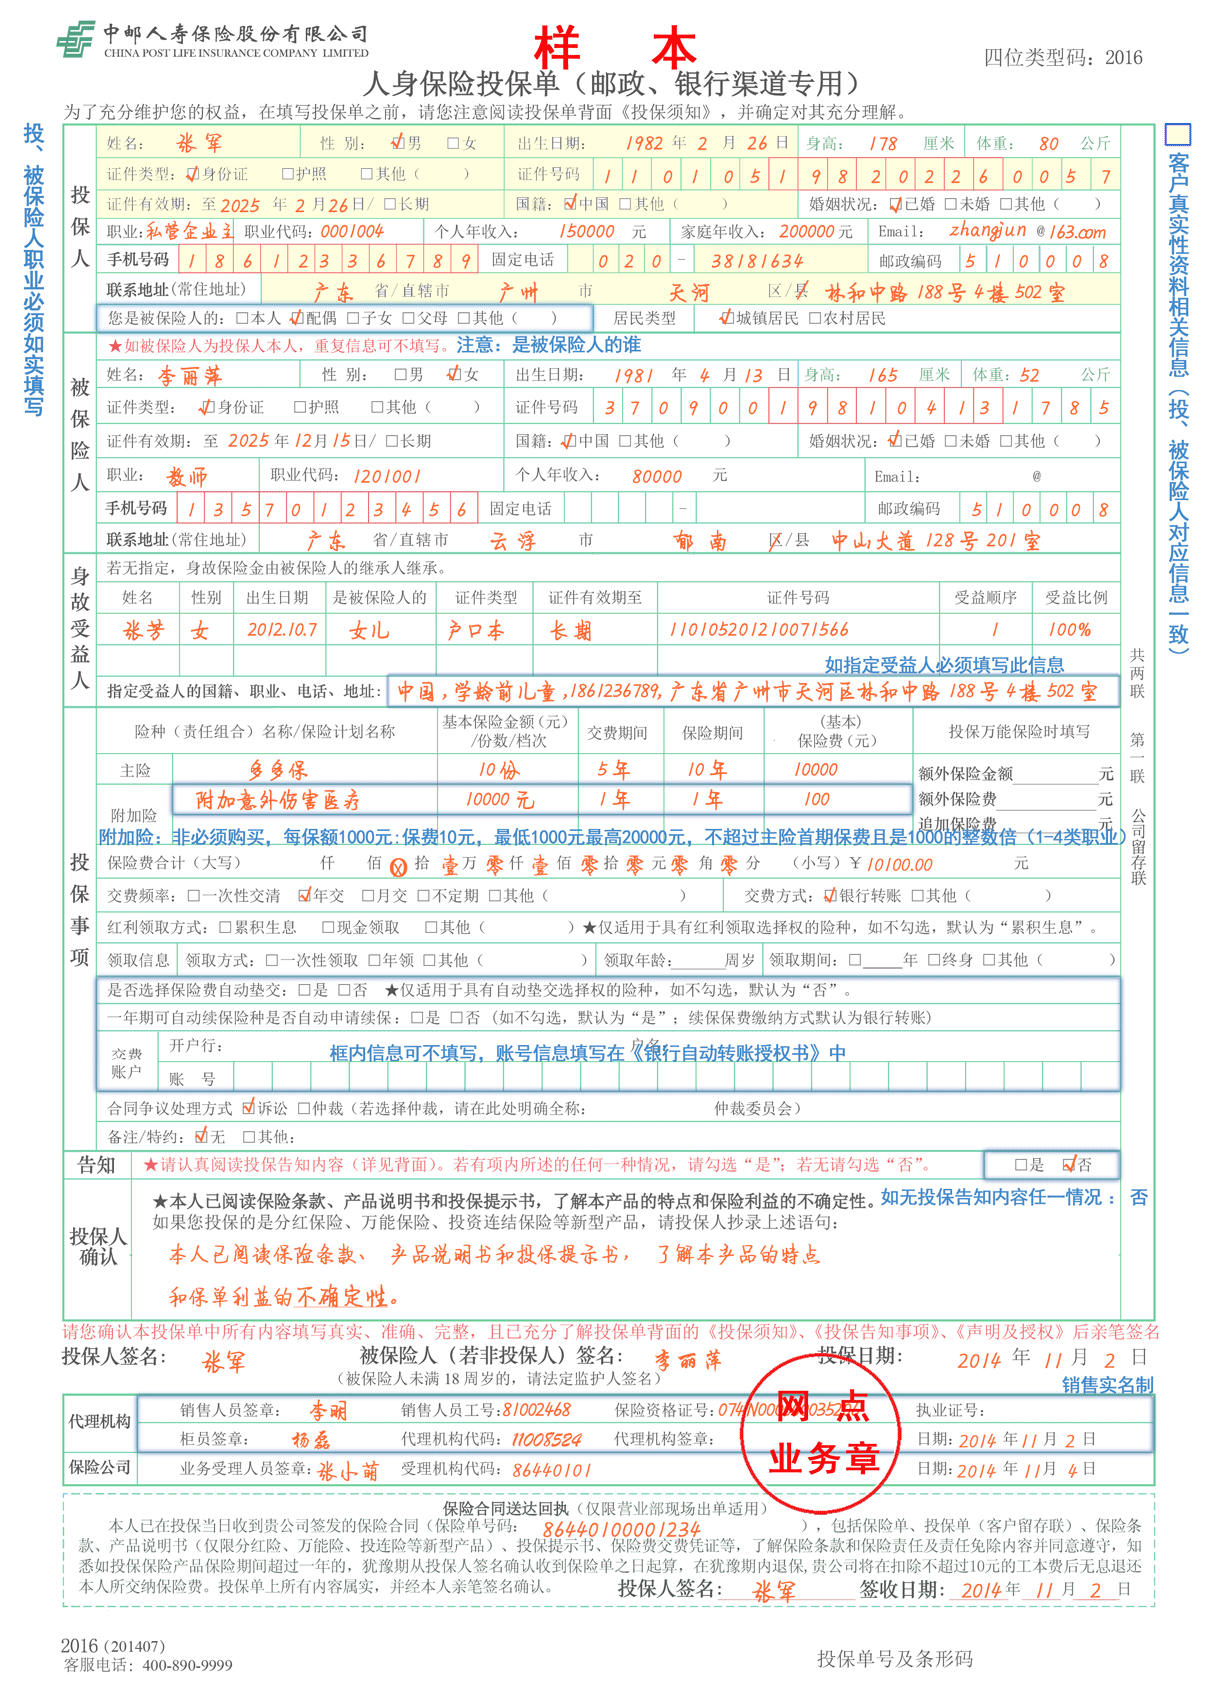 中邮人寿保险股份有限公司
CHINA POST LIFE INSURANCE COMPANY LIMITED
样 本
四位类型码：2016
人身保险投保单（邮政、银行渠道专用）
为了充分维护您的权益，在填写投保单之前，请您注意阅读投保单背面《投保须知》，并确定对其充分理解。
投、被保险人职业必须如实填写
客户真实性资料相关信息（投、被保险人对应信息一致）
投保人
姓名： 张军 性 别： ☑男 □女 出生日期： 1982 年 2 月 26 日 身高： 178 厘米 体重： 80 公斤
证件类型：☑身份证 □护照 □其他（ ） 证件号码 110105198202260057
证件有效期：至 2025 年 2 月 26 日/ □长期 国籍：☑中国 □其他（ ） 婚姻状况：☑已婚 □未婚 □其他（ ）
职业：私营企业主 职业代码：0001004 个人年收入： 150000 元 家庭年收入：200000 元 Email： zhangjun @ 163.com
手机号码 18612336789 固定电话 020 - 38181634 邮政编码 510008
联系地址(常住地址) 广东 省/直辖市 广州 市 天河 区/县 林和中路 188 号 4 楼 502 室
您是被保险人的：□本人 ☑配偶 □子女 □父母 □其他（ ） 居民类型 ☑城镇居民 □农村居民
被保险人
★如被保险人为投保人本人，重复信息可不填写。注意：是被保险人的谁
姓名：李丽萍 性 别： □男 ☑女 出生日期： 1981 年 4 月 13 日 身高： 165 厘米 体重：52 公斤
证件类型： ☑身份证 □护照 □其他（ ） 证件号码 370900198104131785
证件有效期：至 2025 年 12 月 15 日/ □长期 国籍：☑中国 □其他（ ） 婚姻状况：☑已婚 □未婚 □其他（ ）
职业： 教师 职业代码：1201001 个人年收入： 80000 元 Email： @
手机号码 13570123456 固定电话 - 邮政编码 510008
联系地址(常住地址) 广东 省/直辖市 云浮 市 郁南 区/县 中山大道 128 号 201 室
身故受益人
若无指定，身故保险金由被保险人的继承人继承。
姓名 性别 出生日期 是被保险人的 证件类型 证件有效期至 证件号码 受益顺序 受益比例
张芳 女 2012.10.7 女儿 户口本 长期 110105201210071566 1 100%
如指定受益人必须填写此信息
指定受益人的国籍、职业、电话、地址：中国，学龄前儿童，1861236789，广东省广州市天河区林和中路 188 号 4 楼 502 室
投保事项
险种（责任组合）名称/保险计划名称 基本保险金额（元）/份数/档次 交费期间 保险期间 （基本）保险费（元） 投保万能保险时填写
主险 多多保 10份 5年 10年 10000 额外保险金额 元
附加险 附加意外伤害医疗 10000元 1年 1年 100 额外保险费 元
追加保险费 元
附加险：非必须购买，每保额1000元：保费10元，最低1000元最高20000元，不超过主险首期保费且是1000的整数倍（1-4类职业）
保险费合计（大写） 仟 佰 ⓧ 拾 壹 万 零 仟 壹 佰 零 拾 零 元 零 角 零 分 （小写）￥10100.00 元
交费频率：□一次性交清 ☑年交 □月交 □不定期 □其他（ ） 交费方式：☑银行转账 □其他（ ）
红利领取方式：□累积生息 □现金领取 □其他（ ）★仅适用于具有红利领取选择权的险种，如不勾选，默认为“累积生息”。
领取信息 领取方式：□一次性领取 □年领 □其他（ ） 领取年龄： 周岁 领取期间：□ 年 □终身 □其他（ ）
是否选择保险费自动垫交：□是 □否 ★仅适用于具有自动垫交选择权的险种，如不勾选，默认为“否”。
一年期可自动续保险种是否自动申请续保：□是 □否（如不勾选，默认为“是”；续保保费缴纳方式默认为银行转账）
交费账户 开户行： 户名：
框内信息可不填写，账号信息填写在《银行自动转账授权书》中
账 号
合同争议处理方式 ☑诉讼 □仲裁（若选择仲裁，请在此处明确全称： 仲裁委员会）
备注/特约：☑无 □其他：
告知 ★请认真阅读投保告知内容（详见背面）。若有项内所述的任何一种情况，请勾选“是”；若无请勾选“否”。 □是 ☑否
投保人确认
★本人已阅读保险条款、产品说明书和投保提示书，了解本产品的特点和保险利益的不确定性。如无投保告知内容任一情况 ：否
如果您投保的是分红保险、万能保险、投资连结保险等新型产品，请投保人抄录上述语句：
本人已阅读保险条款、 产品说明书和投保提示书， 了解本产品的特点
和保单利益的不确定性。
共两联 第一联 公司留存联
请您确认本投保单中所有内容填写真实、准确、完整，且已充分了解投保单背面的《投保须知》、《投保告知事项》、《声明及授权》后亲笔签名
投保人签名： 张军 被保险人（若非投保人）签名： 李丽萍 投保日期： 2014 年 11 月 2 日
（被保险人未满 18 周岁的，请法定监护人签名）
销售实名制
代理机构 销售人员签章： 李明 销售人员工号：81002468 保险资格证号： 执业证号：
柜员签章： 杨磊 代理机构代码：11008524 代理机构签章： 日期：2014 年 11 月 2 日
网 点
业务章
保险公司 业务受理人员签章：张小萌 受理机构代码：86440101 日期：2014 年 11月 4 日
保险合同送达回执（仅限营业部现场出单适用）
本人已在投保当日收到贵公司签发的保险合同（保险单号码： 86440100001234 ），包括保险单、投保单（客户留存联）、保险条
款、产品说明书（仅限分红险、万能险、投连险等新型产品）、投保提示书、保险费交费凭证等，了解保险条款和保险责任及责任免除内容并同意遵守，知
悉如投保保险产品保险期间超过一年的，犹豫期从投保人签名确认收到保险单之日起算，在犹豫期内退保，贵公司将在扣除不超过10元的工本费后无息退还
本人所交纳保险费。投保单上所有内容属实，并经本人亲笔签名确认。 投保人签名： 张军 签收日期： 2014 年 11 月 2 日
2016 (201407)
客服电话：400-890-9999
投保单号及条形码